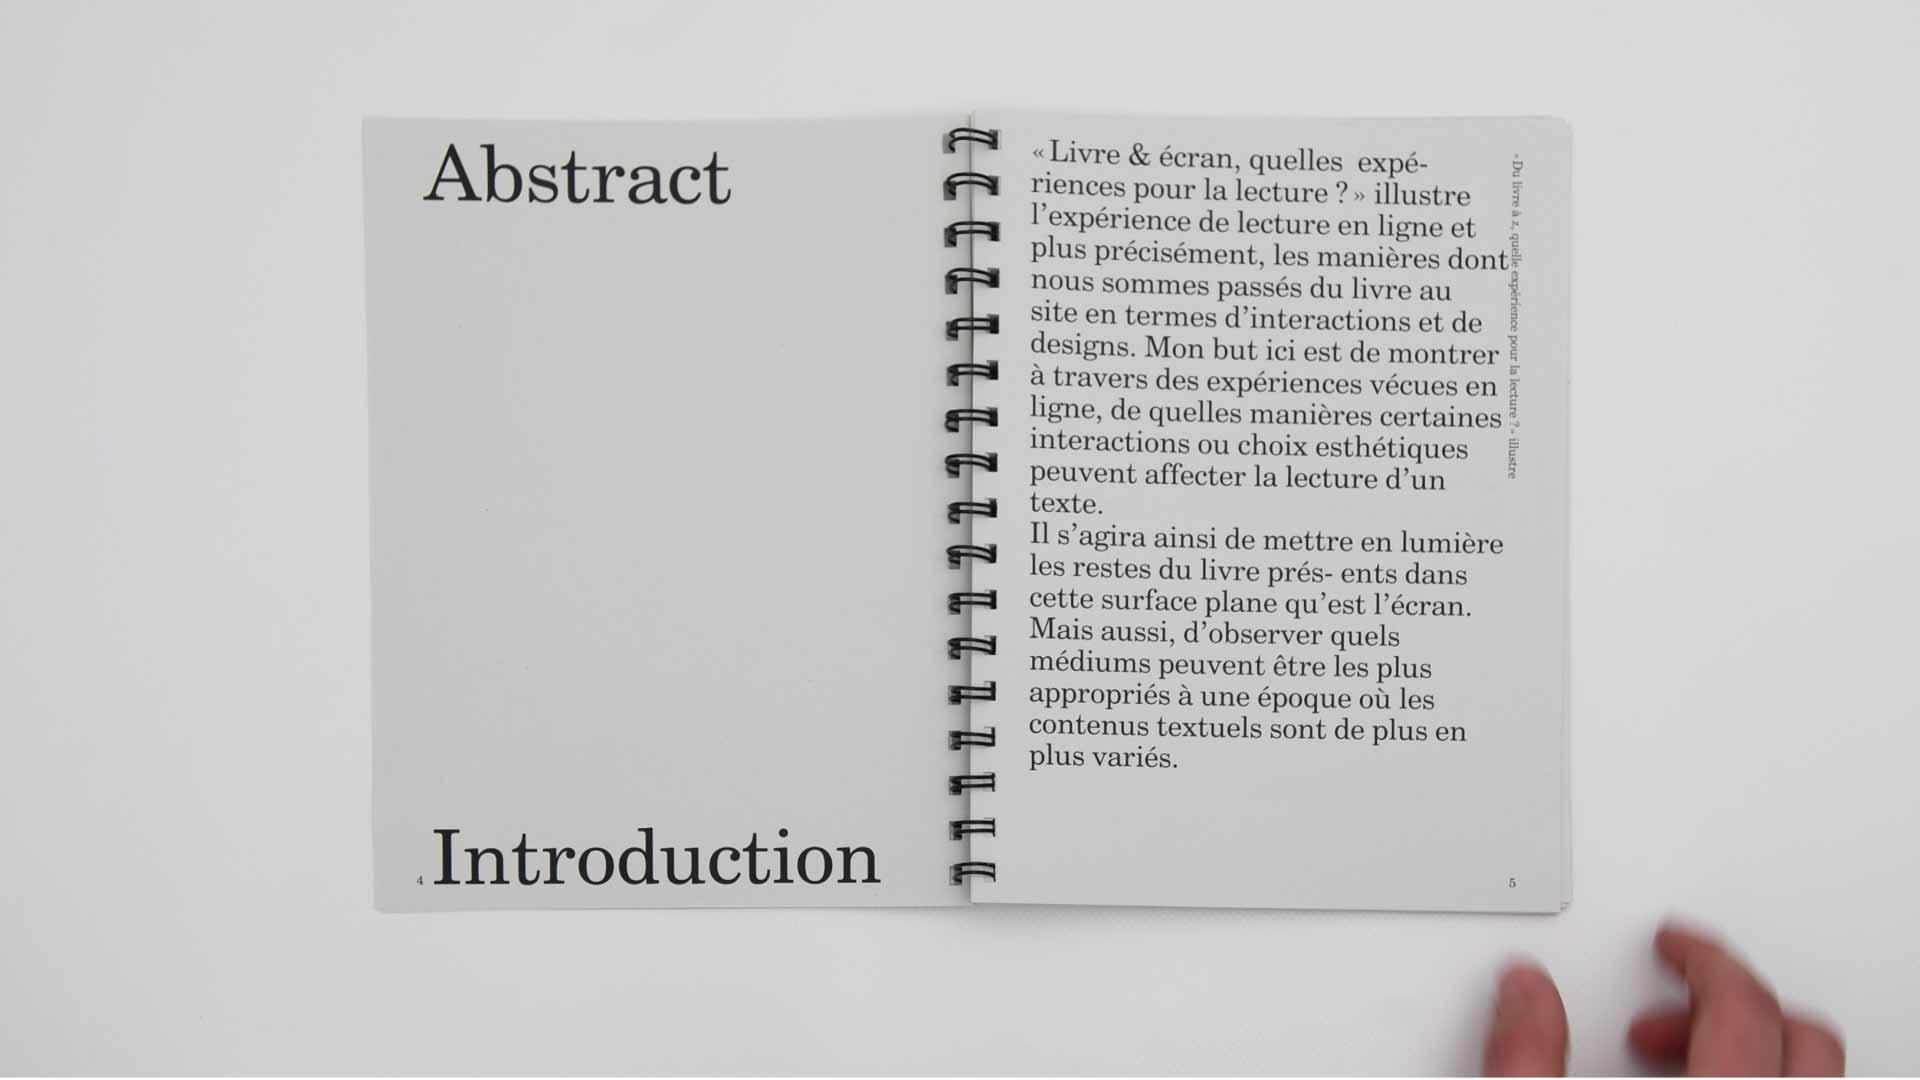 Abstract
4
Introduction
« Livre & écran, quelles expé-
riences pour la lecture ? » illustre
l’expérience de lecture en ligne et
plus précisément, les manières dont
nous sommes passés du livre au
site en termes d’interactions et de
designs. Mon but ici est de montrer
à travers des expériences vécues en
ligne, de quelles manières certaines
interactions ou choix esthétiques
peuvent affecter la lecture d’un
texte.
Il s’agira ainsi de mettre en lumière
les restes du livre prés- ents dans
cette surface plane qu’est l’écran.
Mais aussi, d’observer quels
médiums peuvent être les plus
appropriés à une époque où les
contenus textuels sont de plus en
plus variés.
« Du livre à z, quelle expérience pour la lecture ? » illustre
5